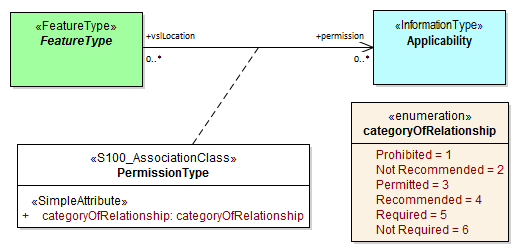 «FeatureType»
FeatureType
+vslLocation
0..*
+permission
0..*
«InformationType»
Applicability
«S100_AssociationClass»
PermissionType
«SimpleAttribute»
+ categoryOfRelationship: categoryOfRelationship
«enumeration»
categoryOfRelationship
Prohibited = 1
Not Recommended = 2
Permitted = 3
Recommended = 4
Required = 5
Not Required = 6